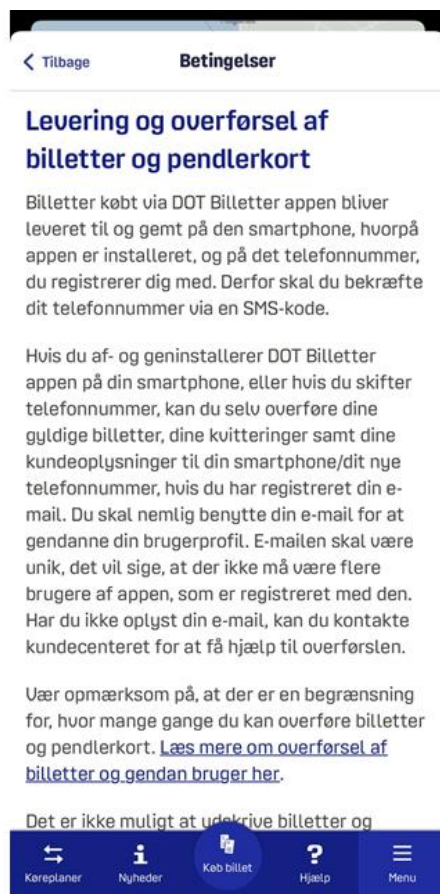 Tilbage
Betingelser
Levering og overførsel af
billetter og pendlerkort
Billetter købt via DOT Billetter appen bliver
leveret til og gemt på den smartphone, hvorpå
appen er installeret, og på det telefonnummer,
du registrerer dig med. Derfor skal du bekræfte
dit telefonnummer via en SMS-kode.
Hvis du af- og geninstallerer DOT Billetter
appen på din smartphone, eller hvis du skifter
telefonnummer, kan du selv overføre dine
gyldige billetter, dine kvitteringer samt dine
kundeoplysninger til din smartphone/dit nye
telefonnummer, hvis du har registreret din e-
mail. Du skal nemlig benytte din e-mail for at
gendanne din brugerprofil. E-mailen skal være
unik, det vil sige, at der ikke må være flere
brugere af appen, som er registreret med den.
Har du ikke oplyst din e-mail, kan du kontakte
kundecenteret for at få hjælp til overførslen.
Vær opmærksom på, at der er en begrænsning
for, hvor mange gange du kan overføre billetter
og pendlerkort. Læs mere om overførsel af
billetter og gendan bruger her.
Det er ikke muligt at udskrive billetter og
Køreplaner
Nyheder
Køb billet
Hjælp
Menu